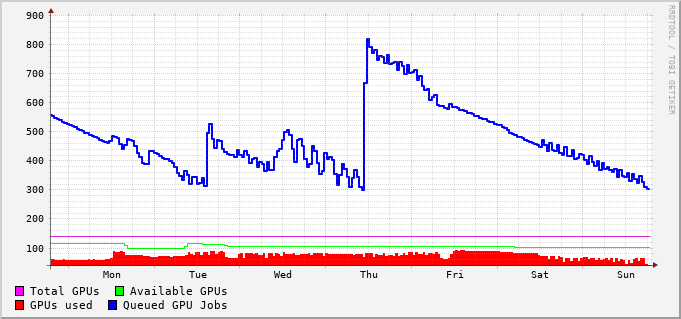 900
800
700
600
500
400
300
200
100
Mon Tue Wed Thu Fri Sat Sun
Total GPUs Available GPUs
GPUs used Queued GPU Jobs
RRDTOOL / TOBI OETIKER